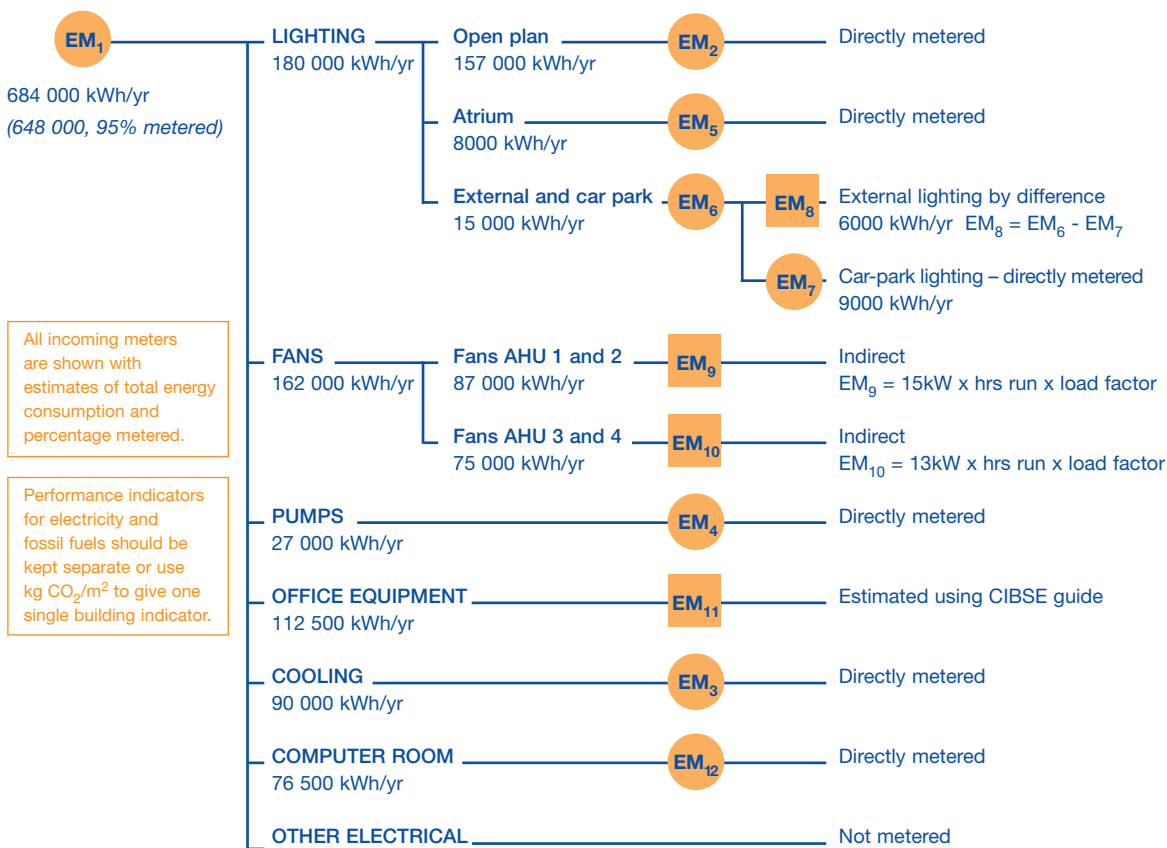 EM1
684 000 kWh/yr
(648 000, 95% metered)
LIGHTING
180 000 kWh/yr
Open plan
157 000 kWh/yr
EM2
Directly metered
Atrium
8000 kWh/yr
EM5
Directly metered
External and car park
15 000 kWh/yr
EM6
EM8
External lighting by difference
6000 kWh/yr EM8 = EM6 - EM7
EM7
Car-park lighting – directly metered
9000 kWh/yr
All incoming meters
are shown with
estimates of total energy
consumption and
percentage metered.
FANS
162 000 kWh/yr
Fans AHU 1 and 2
87 000 kWh/yr
EM9
Indirect
EM9 = 15kW x hrs run x load factor
Fans AHU 3 and 4
75 000 kWh/yr
EM10
Indirect
EM10 = 13kW x hrs run x load factor
Performance indicators
for electricity and
fossil fuels should be
kept separate or use
kg CO2/m² to give one
single building indicator.
PUMPS
27 000 kWh/yr
EM4
Directly metered
OFFICE EQUIPMENT
112 500 kWh/yr
EM11
Estimated using CIBSE guide
COOLING
90 000 kWh/yr
EM3
Directly metered
COMPUTER ROOM
76 500 kWh/yr
EM12
Directly metered
OTHER ELECTRICAL
Not metered